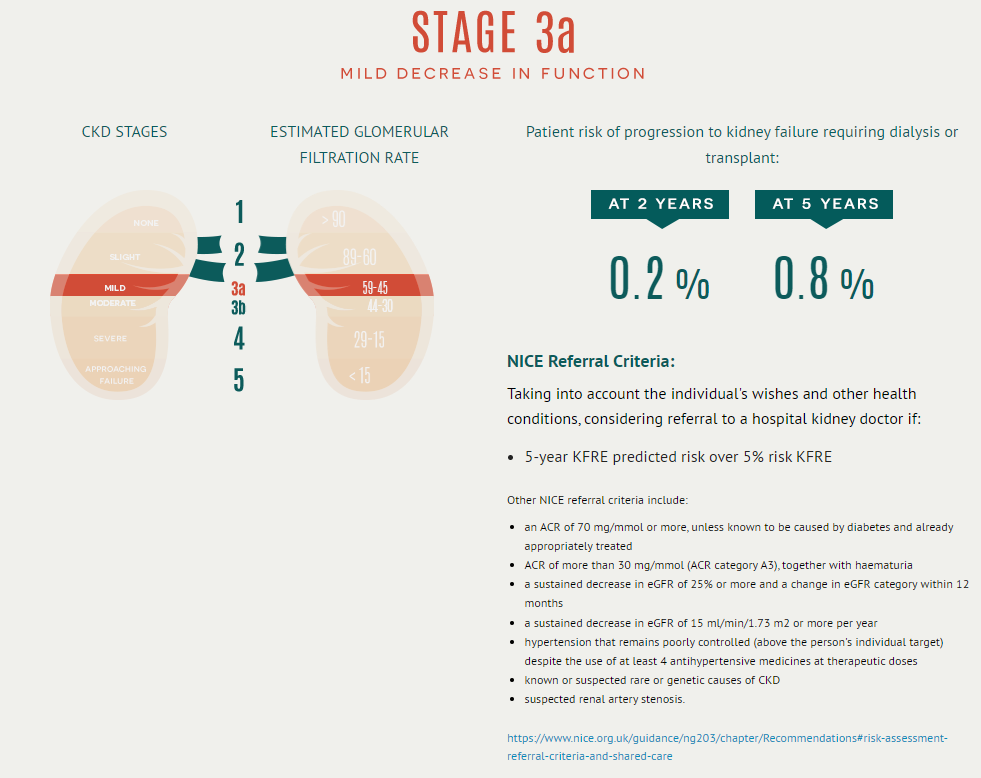 STAGE 3a
MILD DECREASE IN FUNCTION
CKD STAGES
ESTIMATED GLOMERULAR
FILTRATION RATE
NONE
1
> 90
SLIGHT
2
89-60
MILD
3a
59-45
MODERATE
3b
44-30
SEVERE
4
29-15
APPROACHING
FAILURE
5
< 15
Patient risk of progression to kidney failure requiring dialysis or
transplant:
AT 2 YEARS
AT 5 YEARS
0.2 %
0.8 %
NICE Referral Criteria:
Taking into account the individual's wishes and other health
conditions, considering referral to a hospital kidney doctor if:
• 5-year KFRE predicted risk over 5% risk KFRE
Other NICE referral criteria include:
• an ACR of 70 mg/mmol or more, unless known to be caused by diabetes and already
appropriately treated
• ACR of more than 30 mg/mmol (ACR category A3), together with haematuria
• a sustained decrease in eGFR of 25% or more and a change in eGFR category within 12
months
• a sustained decrease in eGFR of 15 ml/min/1.73 m2 or more per year
• hypertension that remains poorly controlled (above the person's individual target)
despite the use of at least 4 antihypertensive medicines at therapeutic doses
• known or suspected rare or genetic causes of CKD
• suspected renal artery stenosis.
https://www.nice.org.uk/guidance/ng203/chapter/Recommendations#risk-assessment-
referral-criteria-and-shared-care